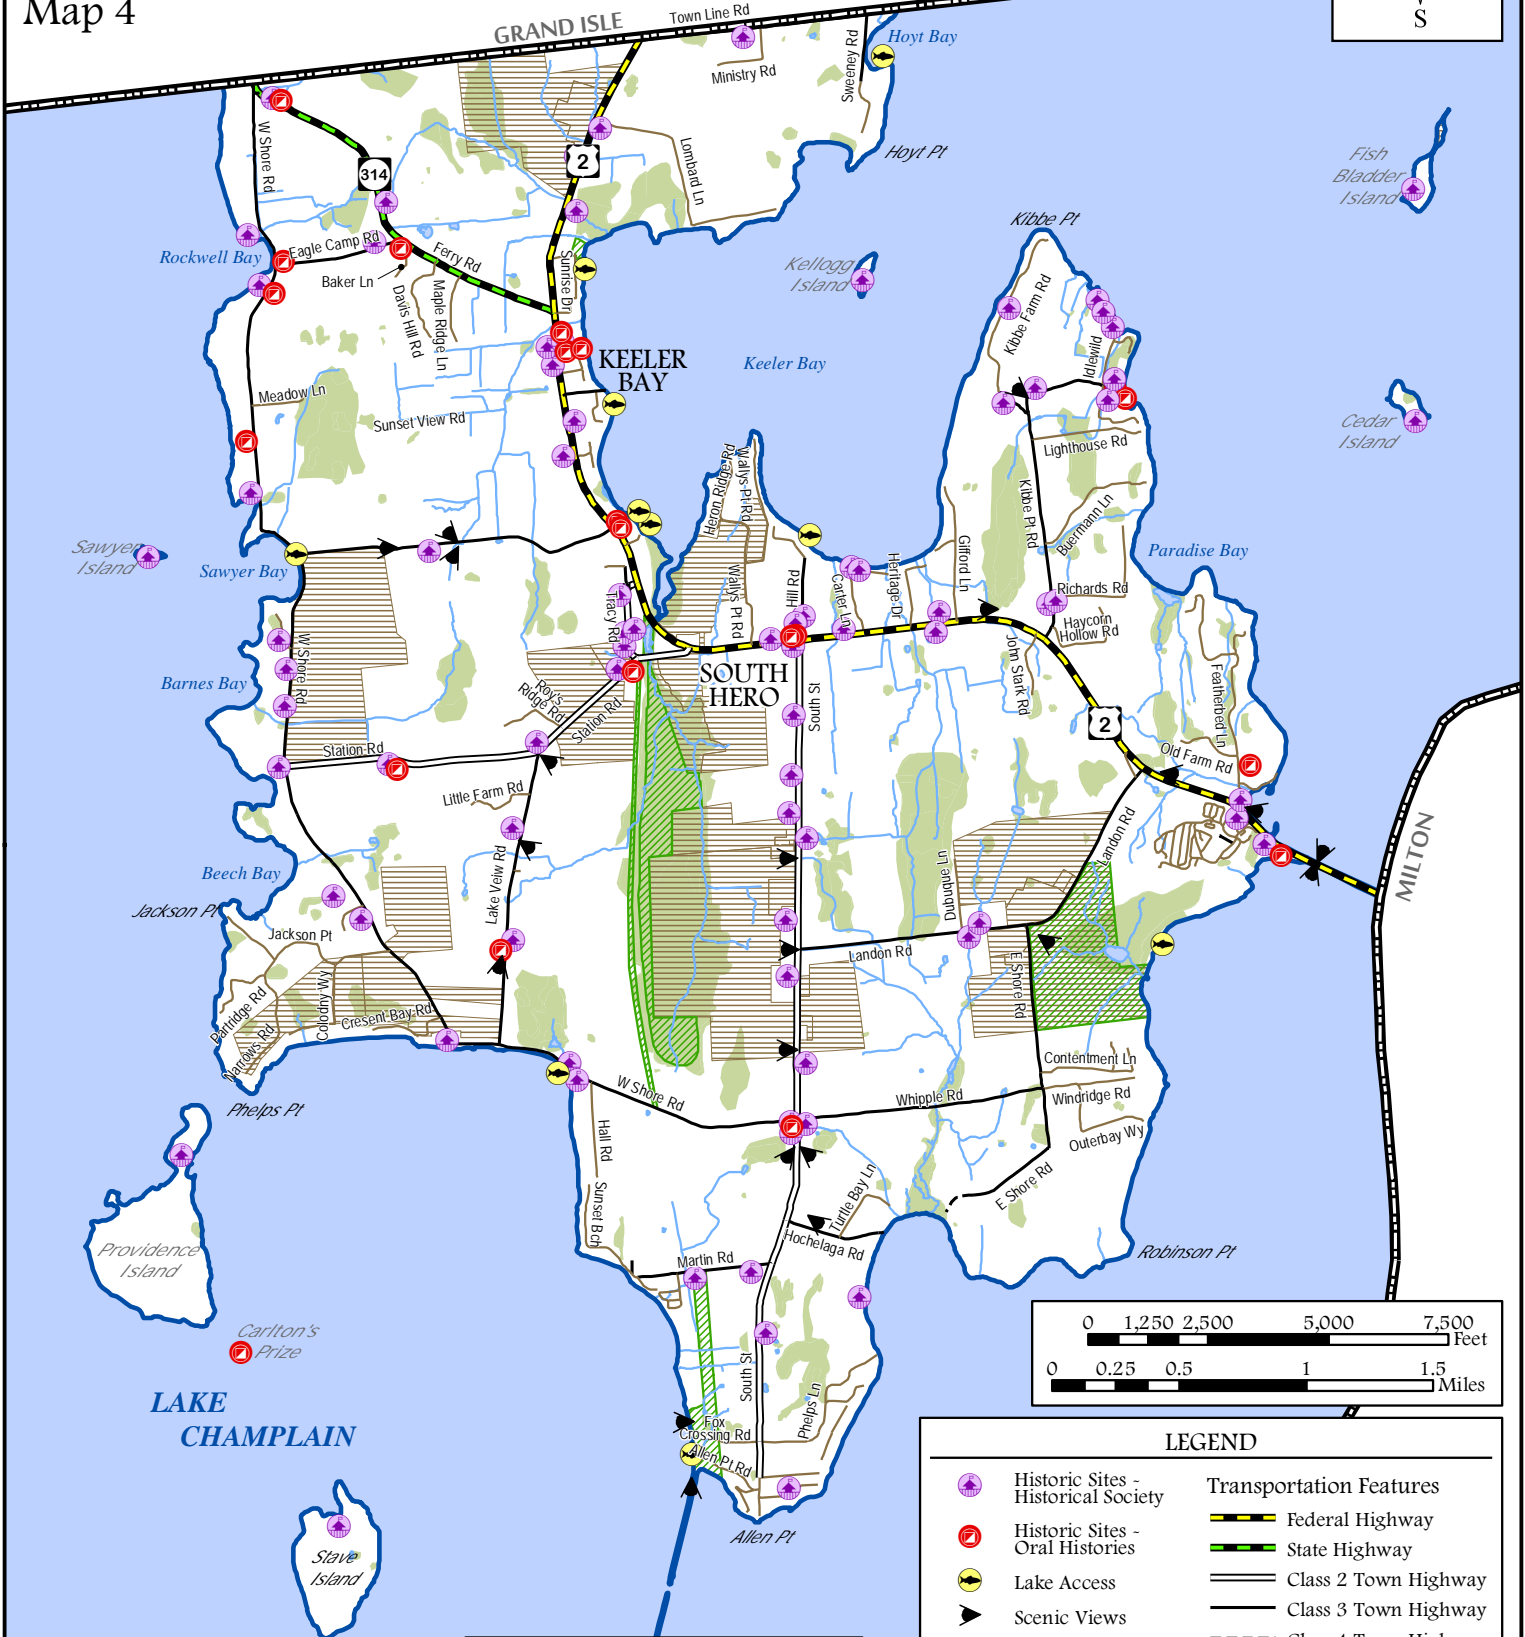 Map 4
S
GRAND ISLE
Town Line Rd
Hoyt Bay
Ministry Rd
Sweeney Rd
Hoyt Pt
Lombard Ln
W Shore Rd
314
2
Fish
Bladder
Island
Kibbe Pt
Rockwell Bay
Eagle Camp Rd
Ferry Rd
Baker Ln
Davis Hill Rd
Maple Ridge Ln
Sunrise Dr
Kellogg
Island
Kibbe Farm Rd
Idlewild
KEELER
BAY
Keeler Bay
Meadow Ln
Sunset View Rd
Cedar
Island
Lighthouse Rd
Heron Ridge Rd
Wallys Pt Rd
Kibbe Pt Rd
Buermann Ln
Sawyer
Island
Sawyer Bay
Paradise Bay
Tracy Rd
Wallys Pt Rd
Hill Rd
Carter Ln
Heritage Dr
Gifford Ln
Richards Rd
Haycorn
Hollow Rd
John Stark Rd
W Shore Rd
Barnes Bay
SOUTH
HERO
South St
Roy's
Ridge Rd
Station Rd
Station Rd
2
Featherbed Ln
Old Farm Rd
Little Farm Rd
Landon Rd
MILTON
Beech Bay
Lake Veiw Rd
Dubuque Ln
Jackson Pt
Jackson Pt
Landon Rd
E Shore Rd
Partridge Rd
Colodny Wy
Cresent Bay Rd
Narrows Rd
Contentment Ln
Phelps Pt
W Shore Rd
Whipple Rd
Windridge Rd
Outerbay Wy
Hall Rd
Sunset Bch
E Shore Rd
Turtle Bay Ln
Hochelaga Rd
Providence
Island
Martin Rd
Robinson Pt
Carlton's
Prize
LAKE
CHAMPLAIN
South St
Phelps Ln
Fox
Crossing Rd
Allen Pt Rd
Allen Pt
Stave
Island
0 1,250 2,500 5,000 7,500
Feet
0 0.25 0.5 1 1.5
Miles
LEGEND
Historic Sites -
Historical Society
Historic Sites -
Oral Histories
Lake Access
Scenic Views
Transportation Features
Federal Highway
State Highway
Class 2 Town Highway
Class 3 Town Highway